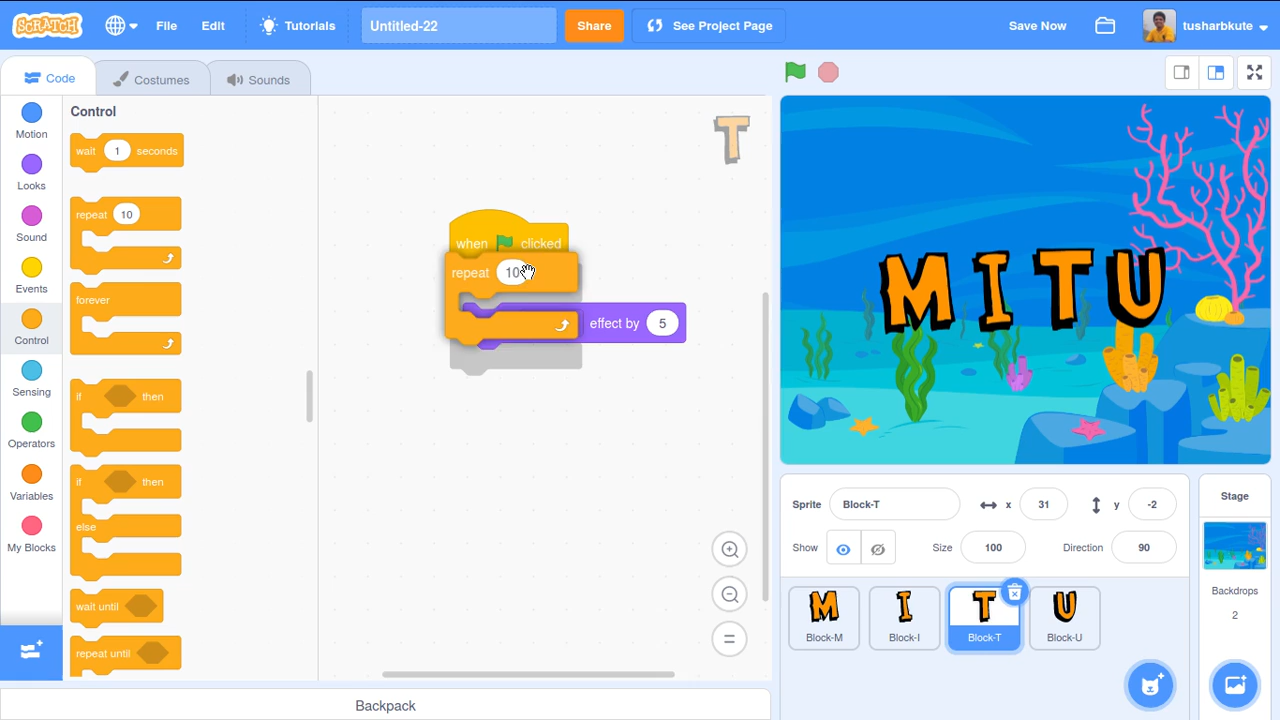 SCRATCH File Edit Tutorials Untitled-22 Share See Project Page Save Now tusharbkute
Code Costumes Sounds
Motion
Looks
Sound
Events
Control
Sensing
Operators
Variables
My Blocks
Control
wait 1 seconds
repeat 10
forever
if then
if then
else
wait until
repeat until
T
when clicked
repeat 10
effect by 5
Backpack
MITU
Sprite Block-T x 31 y -2
Show Size 100 Direction 90
M I T U
Block-M Block-I Block-T Block-U
Stage
Backdrops
2